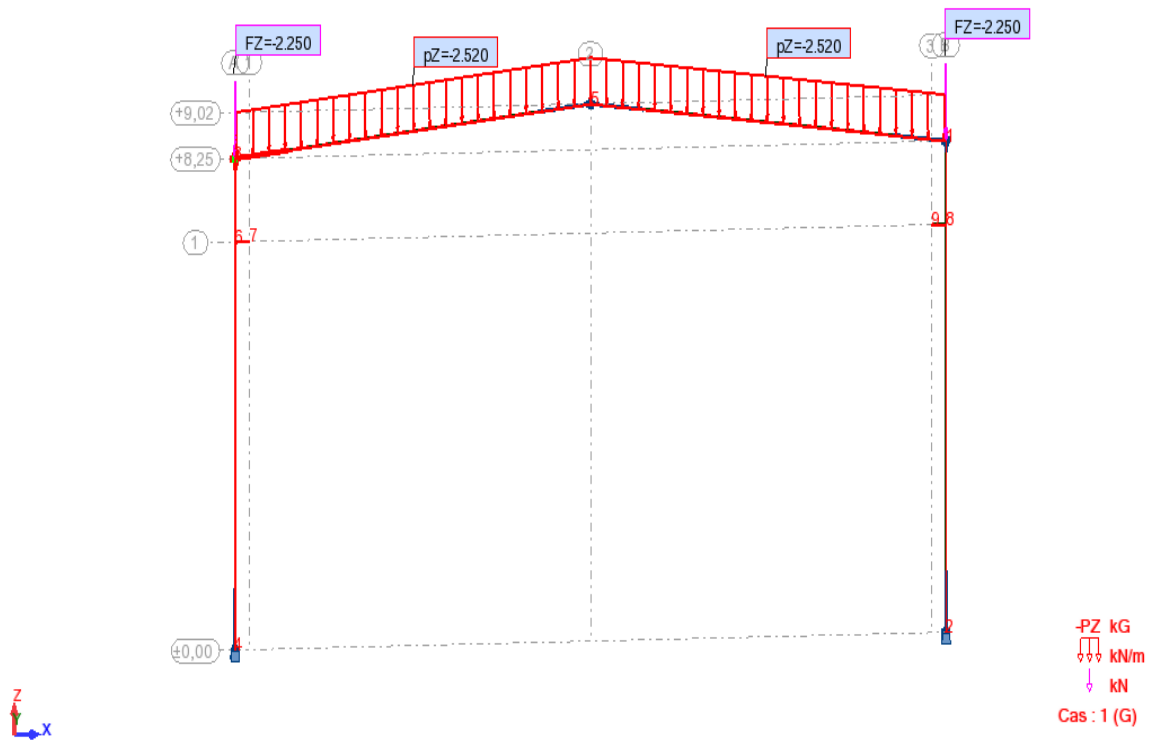 FZ=-2.250
FZ=-2.250
pZ=-2.520
pZ=-2.520
A
1
2
3
B
+9,02
5
+8,25
3
4
1
6 7
9 8
±0,00
1
2
-PZ kG
kN/m
kN
Cas : 1 (G)
Z
Y
X